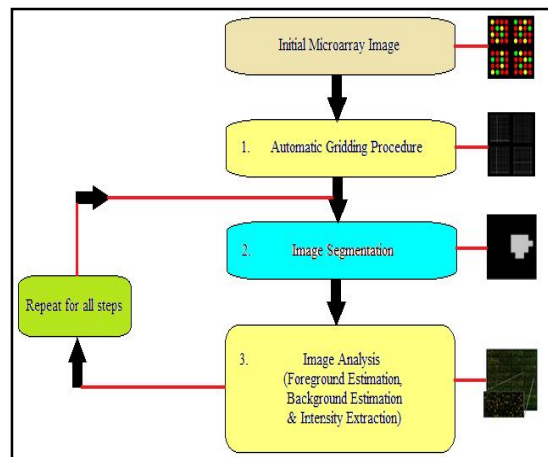 Initial Microarray Image
1. Automatic Gridding Procedure
2. Image Segmentation
Repeat for all steps
3. Image Analysis
(Foreground Estimation,
Background Estimation
& Intensity Extraction)